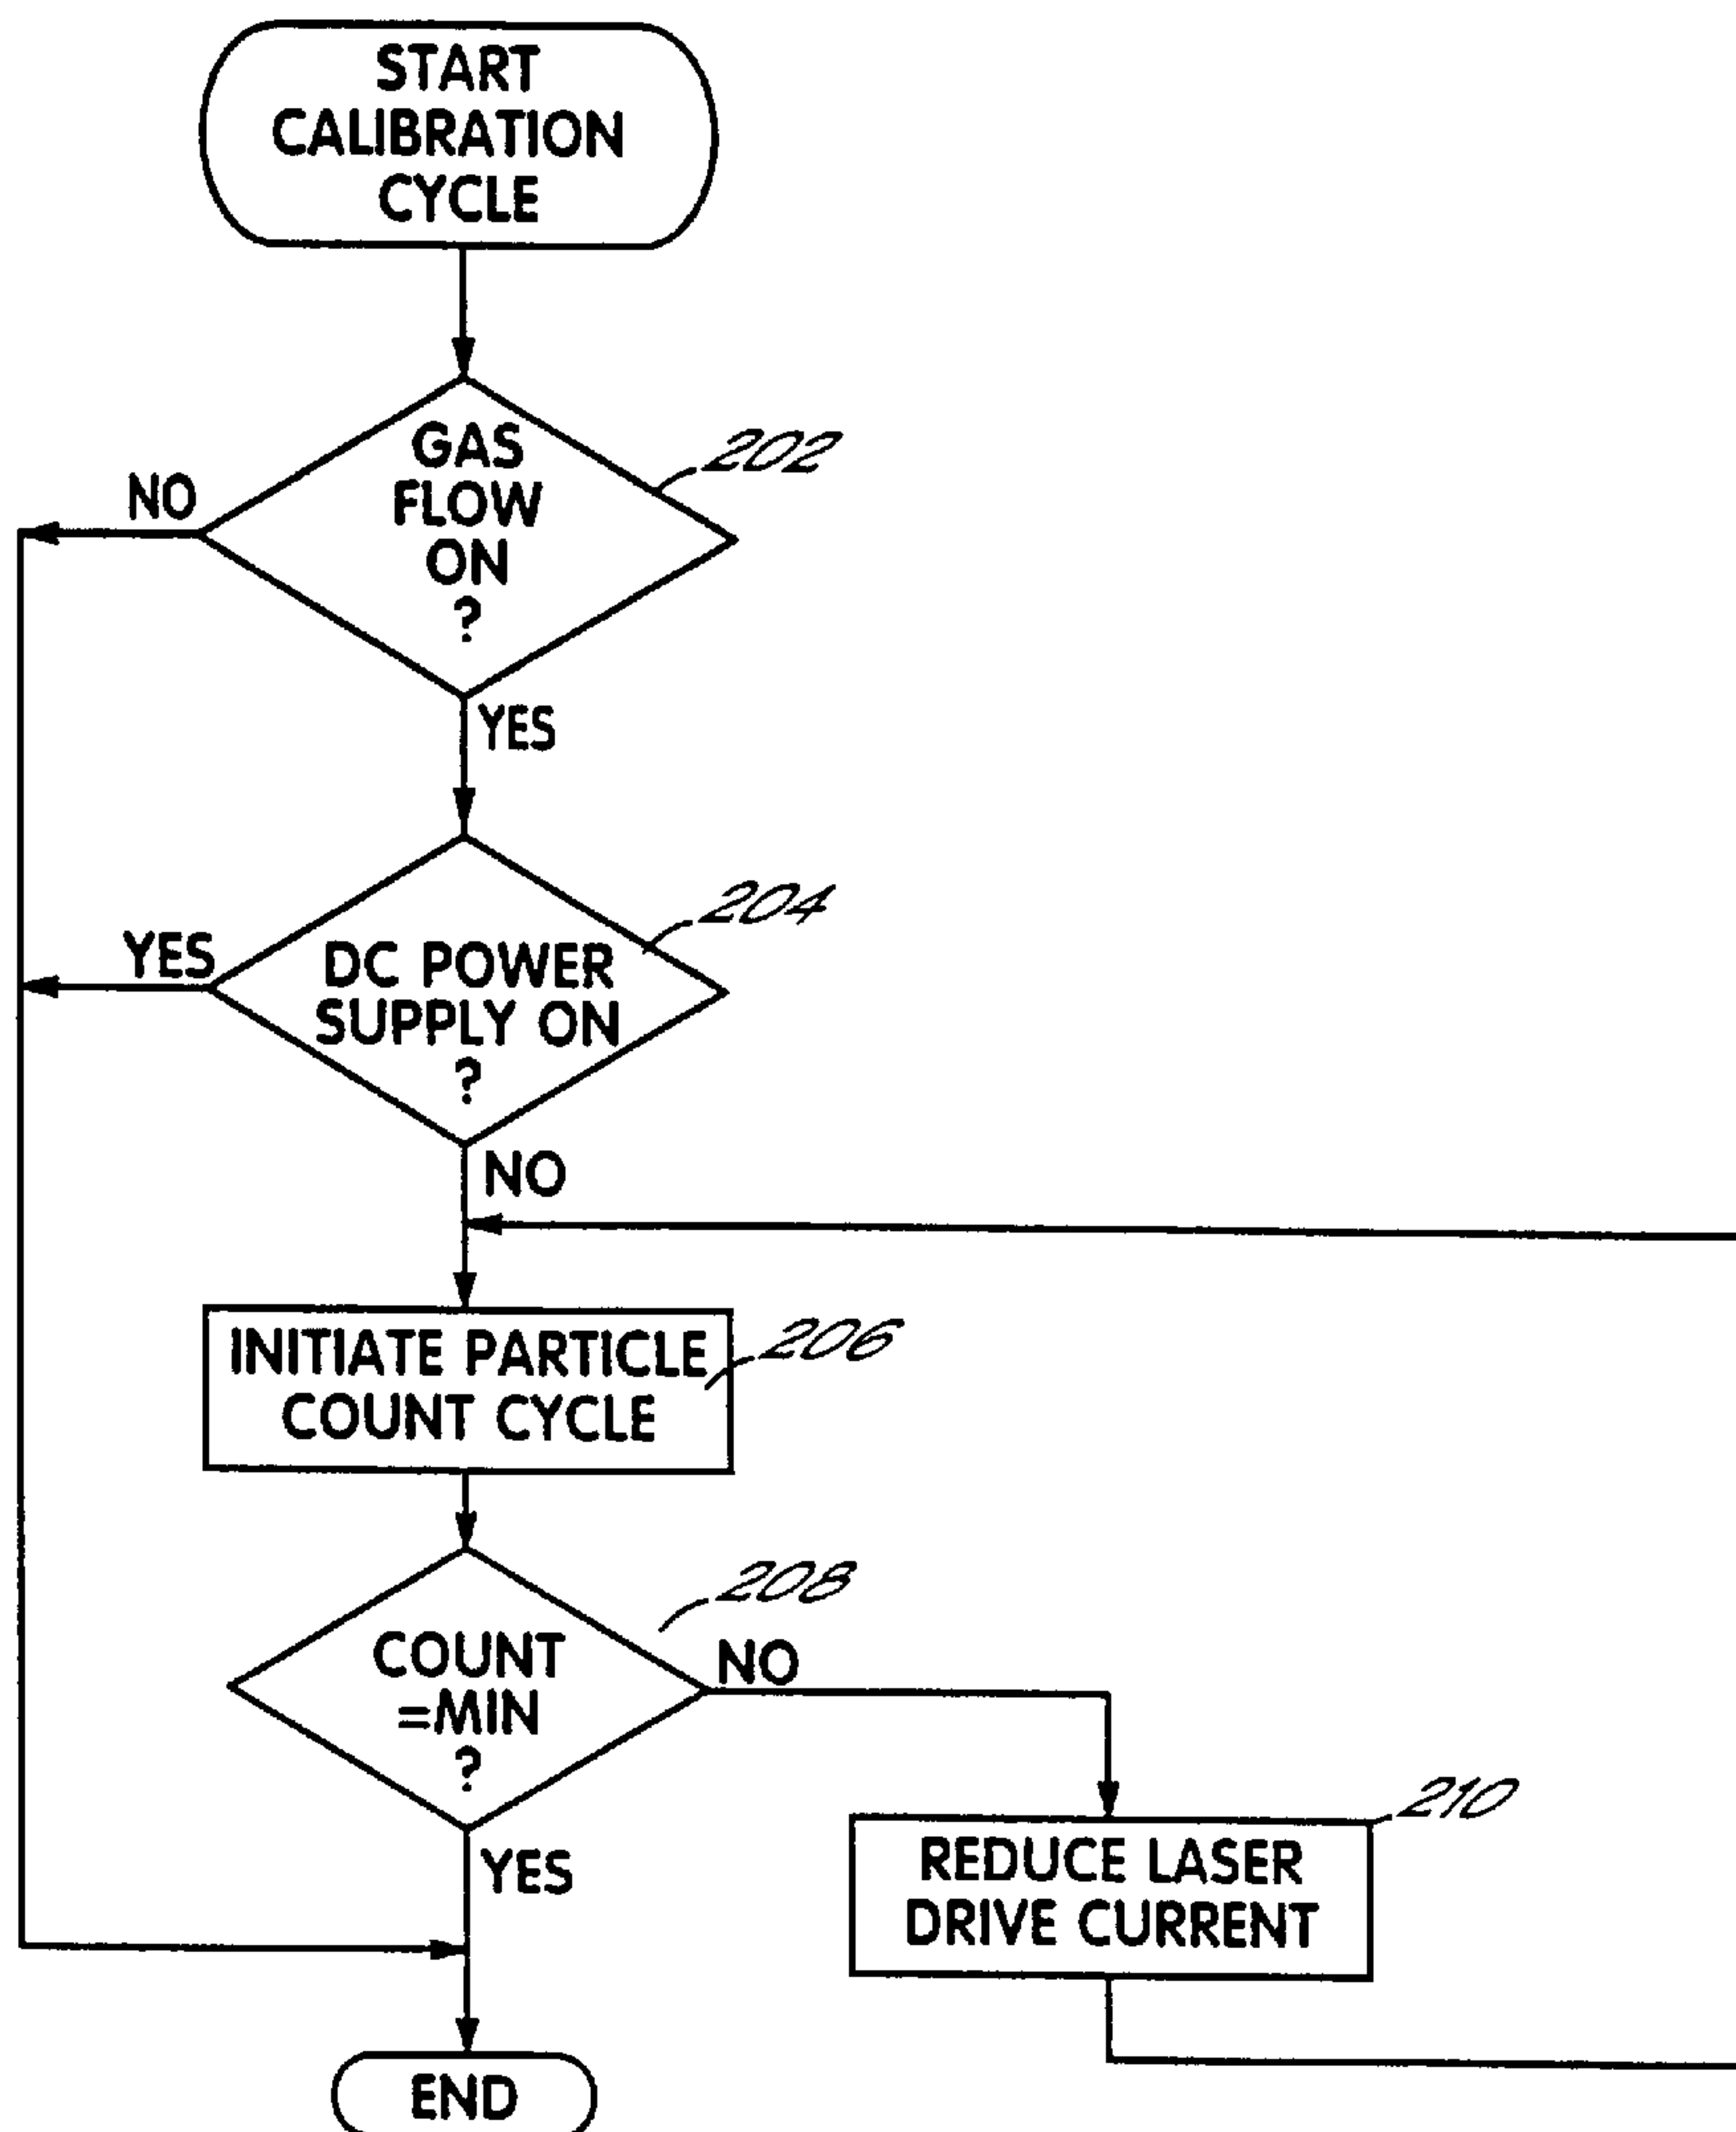 START
CALIBRATION
CYCLE
GAS
FLOW
ON
?
202
NO
YES
DC POWER
SUPPLY ON
?
204
YES
NO
INITIATE PARTICLE
COUNT CYCLE
206
COUNT
=MIN
?
208
NO
YES
REDUCE LASER
DRIVE CURRENT
210
END